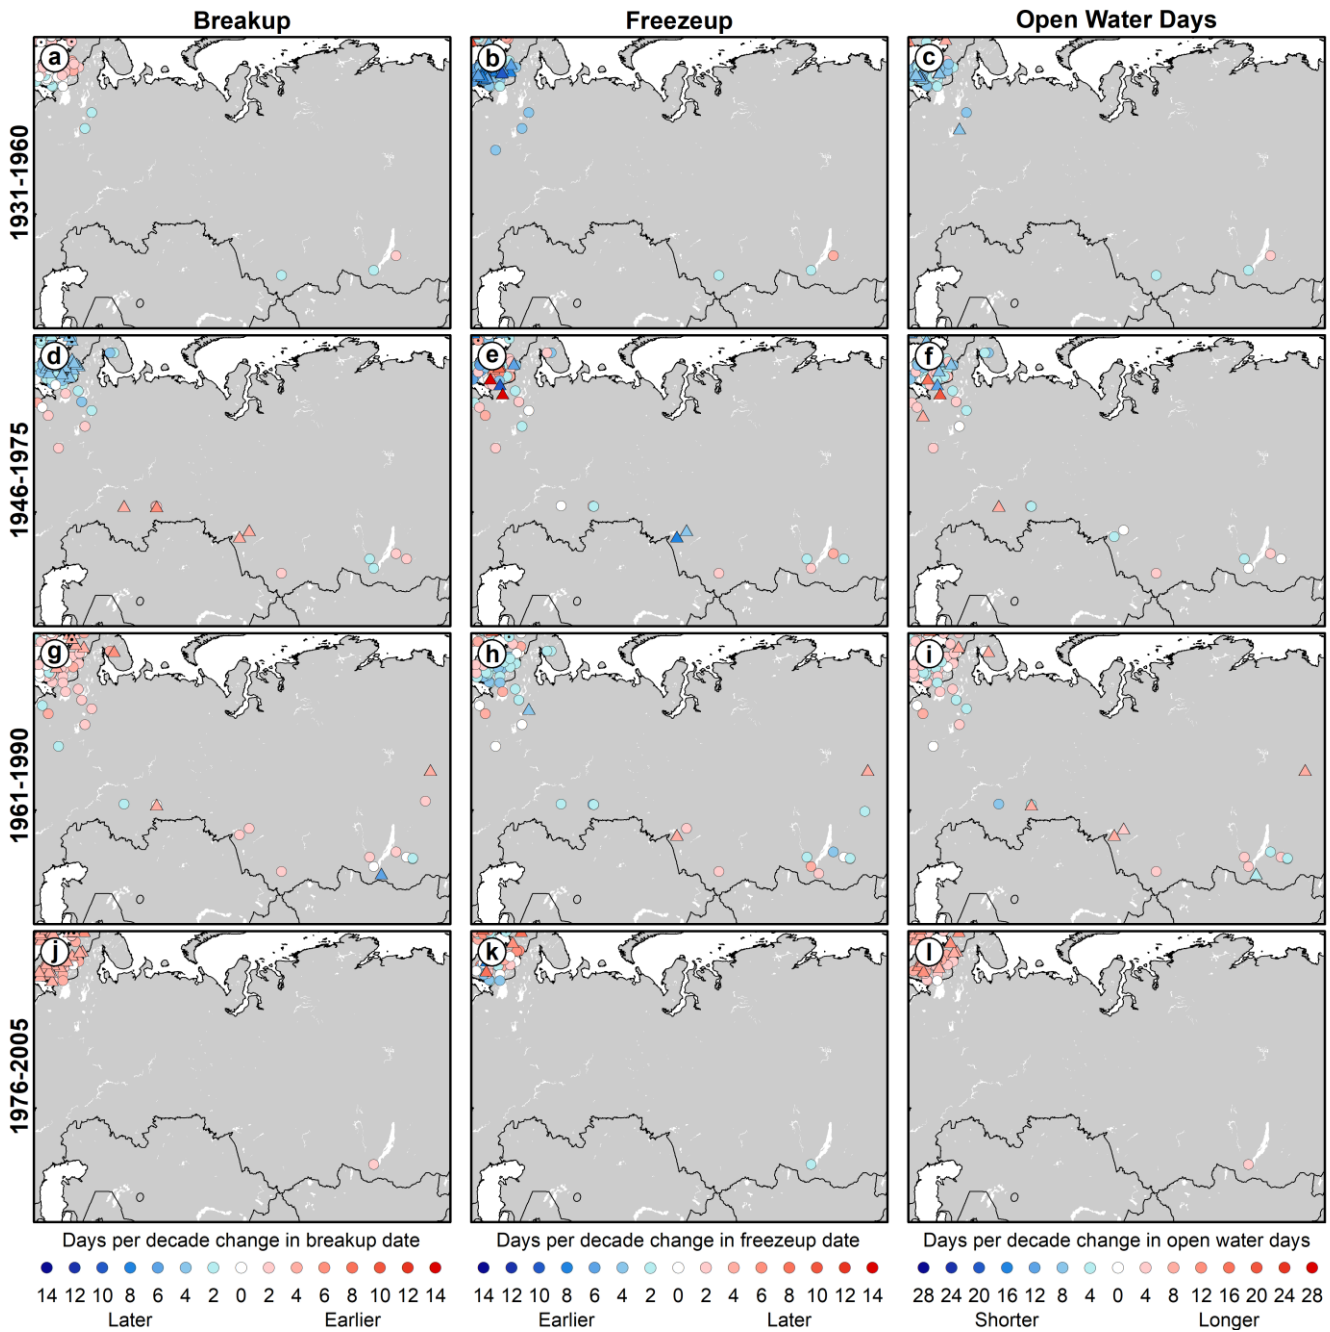 Breakup Freezeup Open Water Days
1931-1960
a b c
1946-1975
d e f
1961-1990
g h i
1976-2005
j k l
Days per decade change in breakup date
14 12 10 8 6 4 2 0 2 4 6 8 10 12 14
Later Earlier
Days per decade change in freezeup date
14 12 10 8 6 4 2 0 2 4 6 8 10 12 14
Earlier Later
Days per decade change in open water days
28 24 20 16 12 8 4 0 4 8 12 16 20 24 28
Shorter Longer